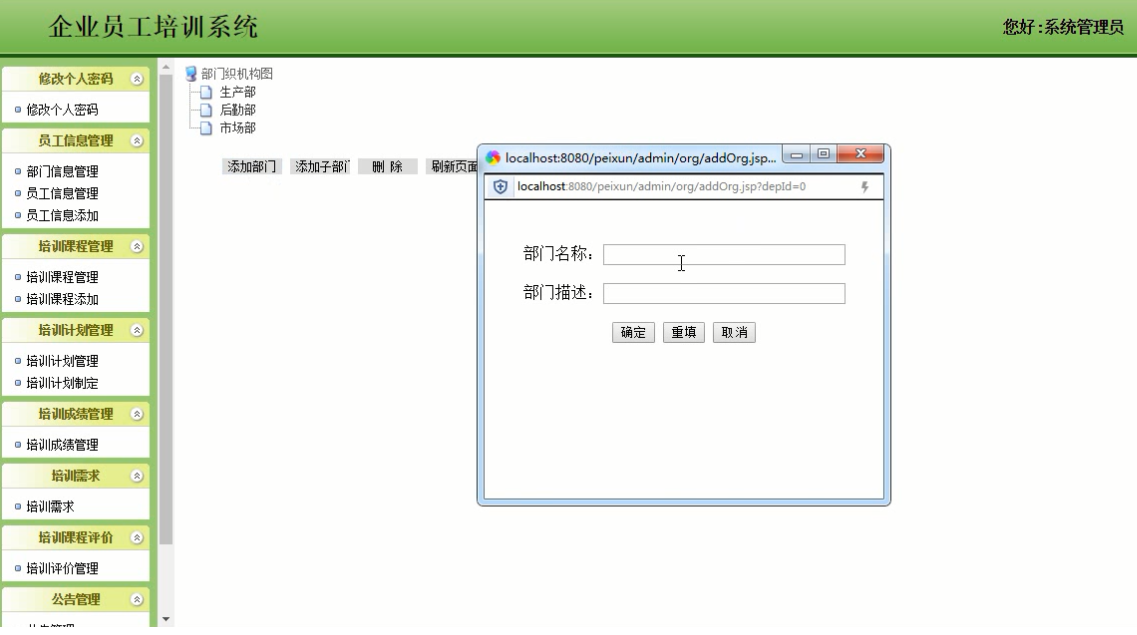 企业员工培训系统
您好:系统管理员
修改个人密码
修改个人密码
员工信息管理
部门信息管理
员工信息管理
员工信息添加
培训课程管理
培训课程管理
培训课程添加
培训计划管理
培训计划管理
培训计划制定
培训成绩管理
培训成绩管理
培训需求
培训需求
培训课程评价
培训评价管理
公告管理
部门织机构图
生产部
后勤部
市场部
添加部门 添加子部门 删 除 刷新页面
localhost:8080/peixun/admin/org/addOrg.jsp...
localhost:8080/peixun/admin/org/addOrg.jsp?depId=0
部门名称：
部门描述：
确定 重填 取消